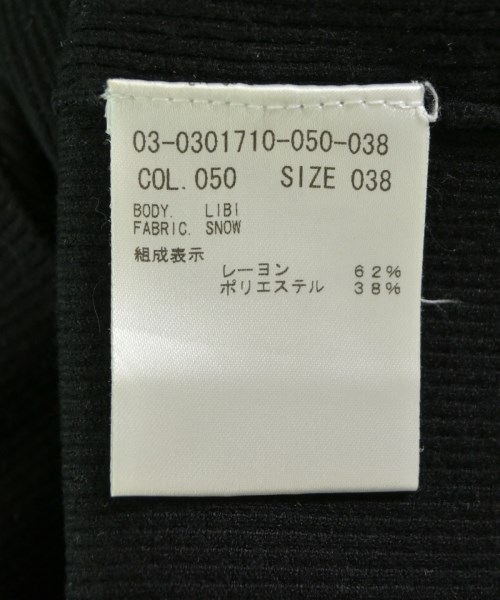 03-0301710-050-038
COL. 050 SIZE 038
BODY. LIBI
FABRIC. SNOW
組成表示
レーヨン 62%
ポリエステル 38%